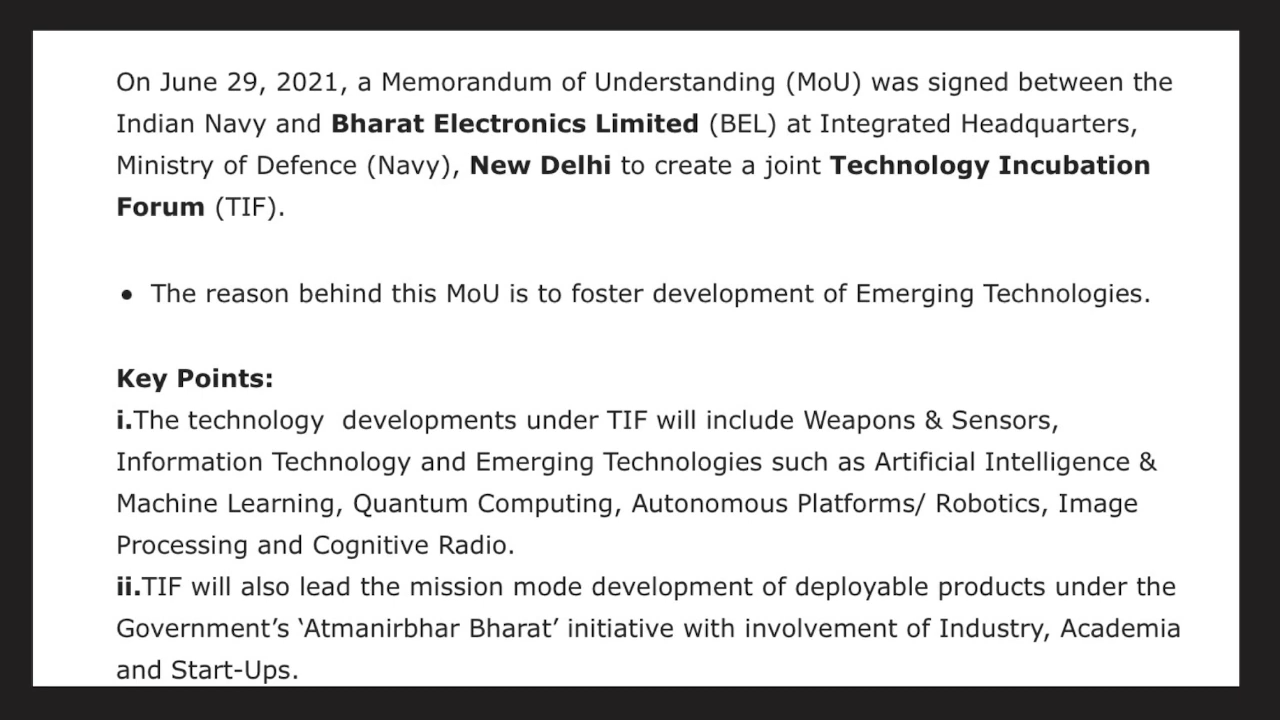 On June 29, 2021, a Memorandum of Understanding (MoU) was signed between the
Indian Navy and Bharat Electronics Limited (BEL) at Integrated Headquarters,
Ministry of Defence (Navy), New Delhi to create a joint Technology Incubation
Forum (TIF).
• The reason behind this MoU is to foster development of Emerging Technologies.
Key Points:
i.The technology  developments under TIF will include Weapons & Sensors,
Information Technology and Emerging Technologies such as Artificial Intelligence &
Machine Learning, Quantum Computing, Autonomous Platforms/ Robotics, Image
Processing and Cognitive Radio.
ii.TIF will also lead the mission mode development of deployable products under the
Government’s ‘Atmanirbhar Bharat’ initiative with involvement of Industry, Academia
and Start-Ups.